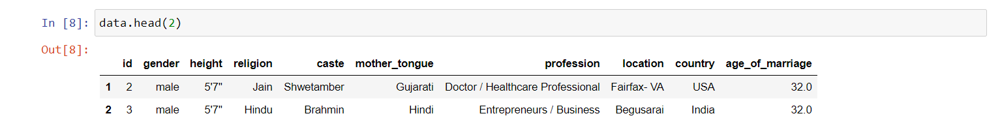 In [8]: data.head(2)
Out[8]:
id gender height religion caste mother_tongue profession location country age_of_marriage
1 2 male 5'7" Jain Shwetamber Gujarati Doctor / Healthcare Professional Fairfax- VA USA 32.0
2 3 male 5'7" Hindu Brahmin Hindi Entrepreneurs / Business Begusarai India 32.0